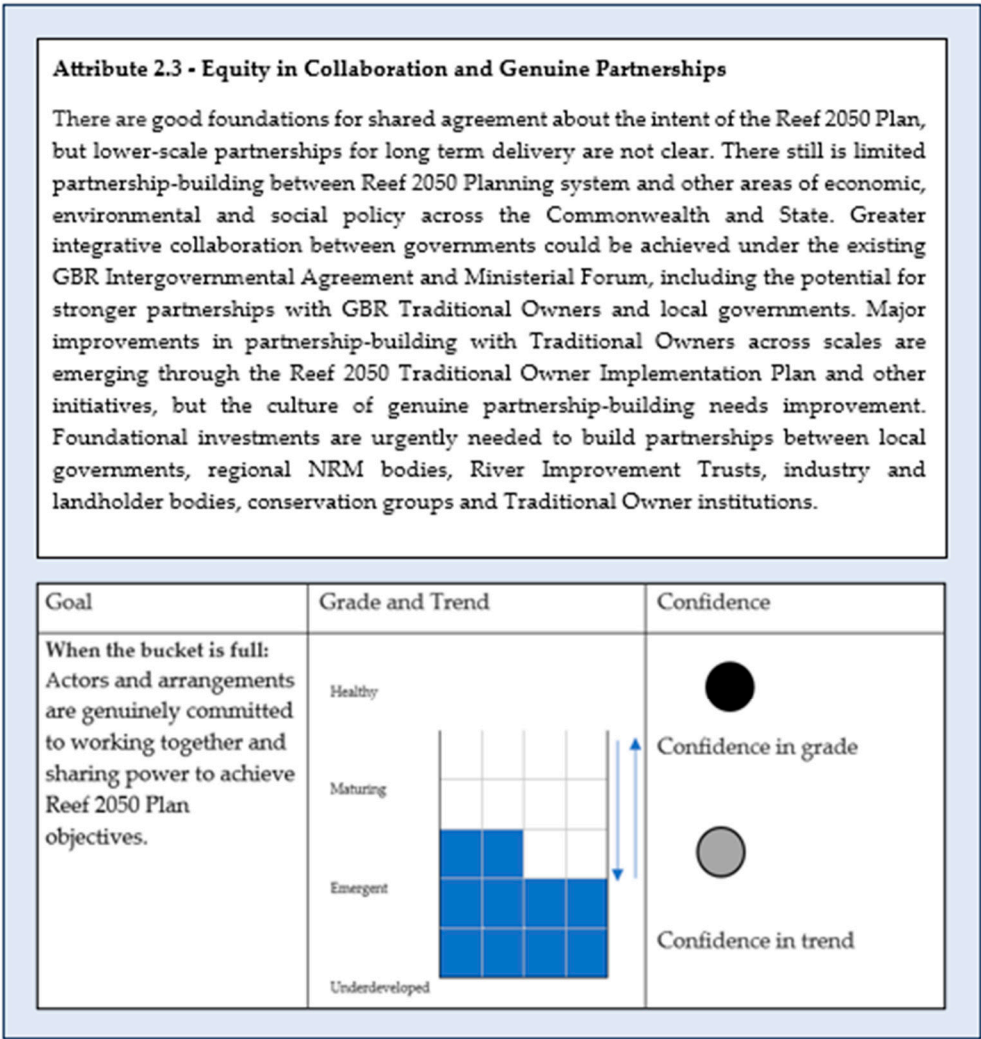 Attribute 2.3 - Equity in Collaboration and Genuine Partnerships
There are good foundations for shared agreement about the intent of the Reef 2050 Plan,
but lower-scale partnerships for long term delivery are not clear. There still is limited
partnership-building between Reef 2050 Planning system and other areas of economic,
environmental and social policy across the Commonwealth and State. Greater
integrative collaboration between governments could be achieved under the existing
GBR Intergovernmental Agreement and Ministerial Forum, including the potential for
stronger partnerships with GBR Traditional Owners and local governments. Major
improvements in partnership-building with Traditional Owners across scales are
emerging through the Reef 2050 Traditional Owner Implementation Plan and other
initiatives, but the culture of genuine partnership-building needs improvement.
Foundational investments are urgently needed to build partnerships between local
governments, regional NRM bodies, River Improvement Trusts, industry and
landholder bodies, conservation groups and Traditional Owner institutions.
Goal
Grade and Trend
Confidence
When the bucket is full:
Actors and arrangements
are genuinely committed
to working together and
sharing power to achieve
Reef 2050 Plan
objectives.
Healthy
Maturing
Emergent
Underdeveloped
Confidence in grade
Confidence in trend